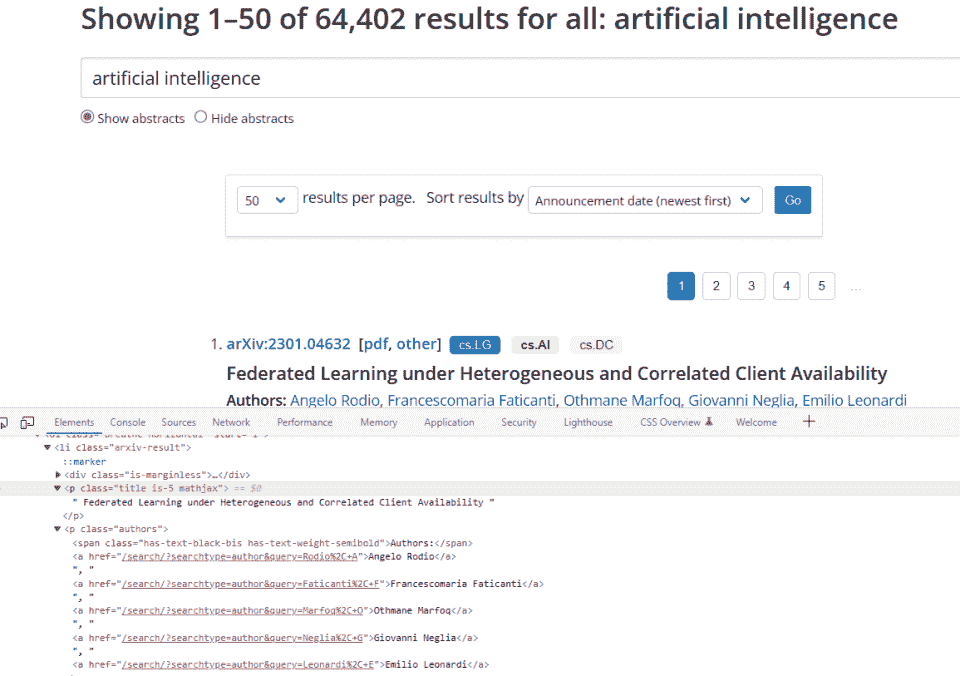 Showing 1–50 of 64,402 results for all: artificial intelligence
artificial intelligence
Show abstracts Hide abstracts
50 results per page. Sort results by Announcement date (newest first) Go
1 2 3 4 5 ...
1. arXiv:2301.04632 [pdf, other] cs.LG cs.AI cs.DC
Federated Learning under Heterogeneous and Correlated Client Availability
Authors: Angelo Rodio, Francescomaria Faticanti, Othmane Marfoq, Giovanni Neglia, Emilio Leonardi
Elements Console Sources Network Performance Memory Application Security Lighthouse CSS Overview Welcome +
<li class="arxiv-result">
::marker
<div class="is-marginless">…</div>
<p class="title is-5 mathjax"> == $0
" Federated Learning under Heterogeneous and Correlated Client Availability "
</p>
<p class="authors">
<span class="has-text-black-bis has-text-weight-semibold">Authors:</span>
<a href="/search/?searchtype=author&query=Rodio%2C+A">Angelo Rodio</a>
", "
<a href="/search/?searchtype=author&query=Faticanti%2C+F">Francescomaria Faticanti</a>
", "
<a href="/search/?searchtype=author&query=Marfoq%2C+O">Othmane Marfoq</a>
", "
<a href="/search/?searchtype=author&query=Neglia%2C+G">Giovanni Neglia</a>
", "
<a href="/search/?searchtype=author&query=Leonardi%2C+E">Emilio Leonardi</a>